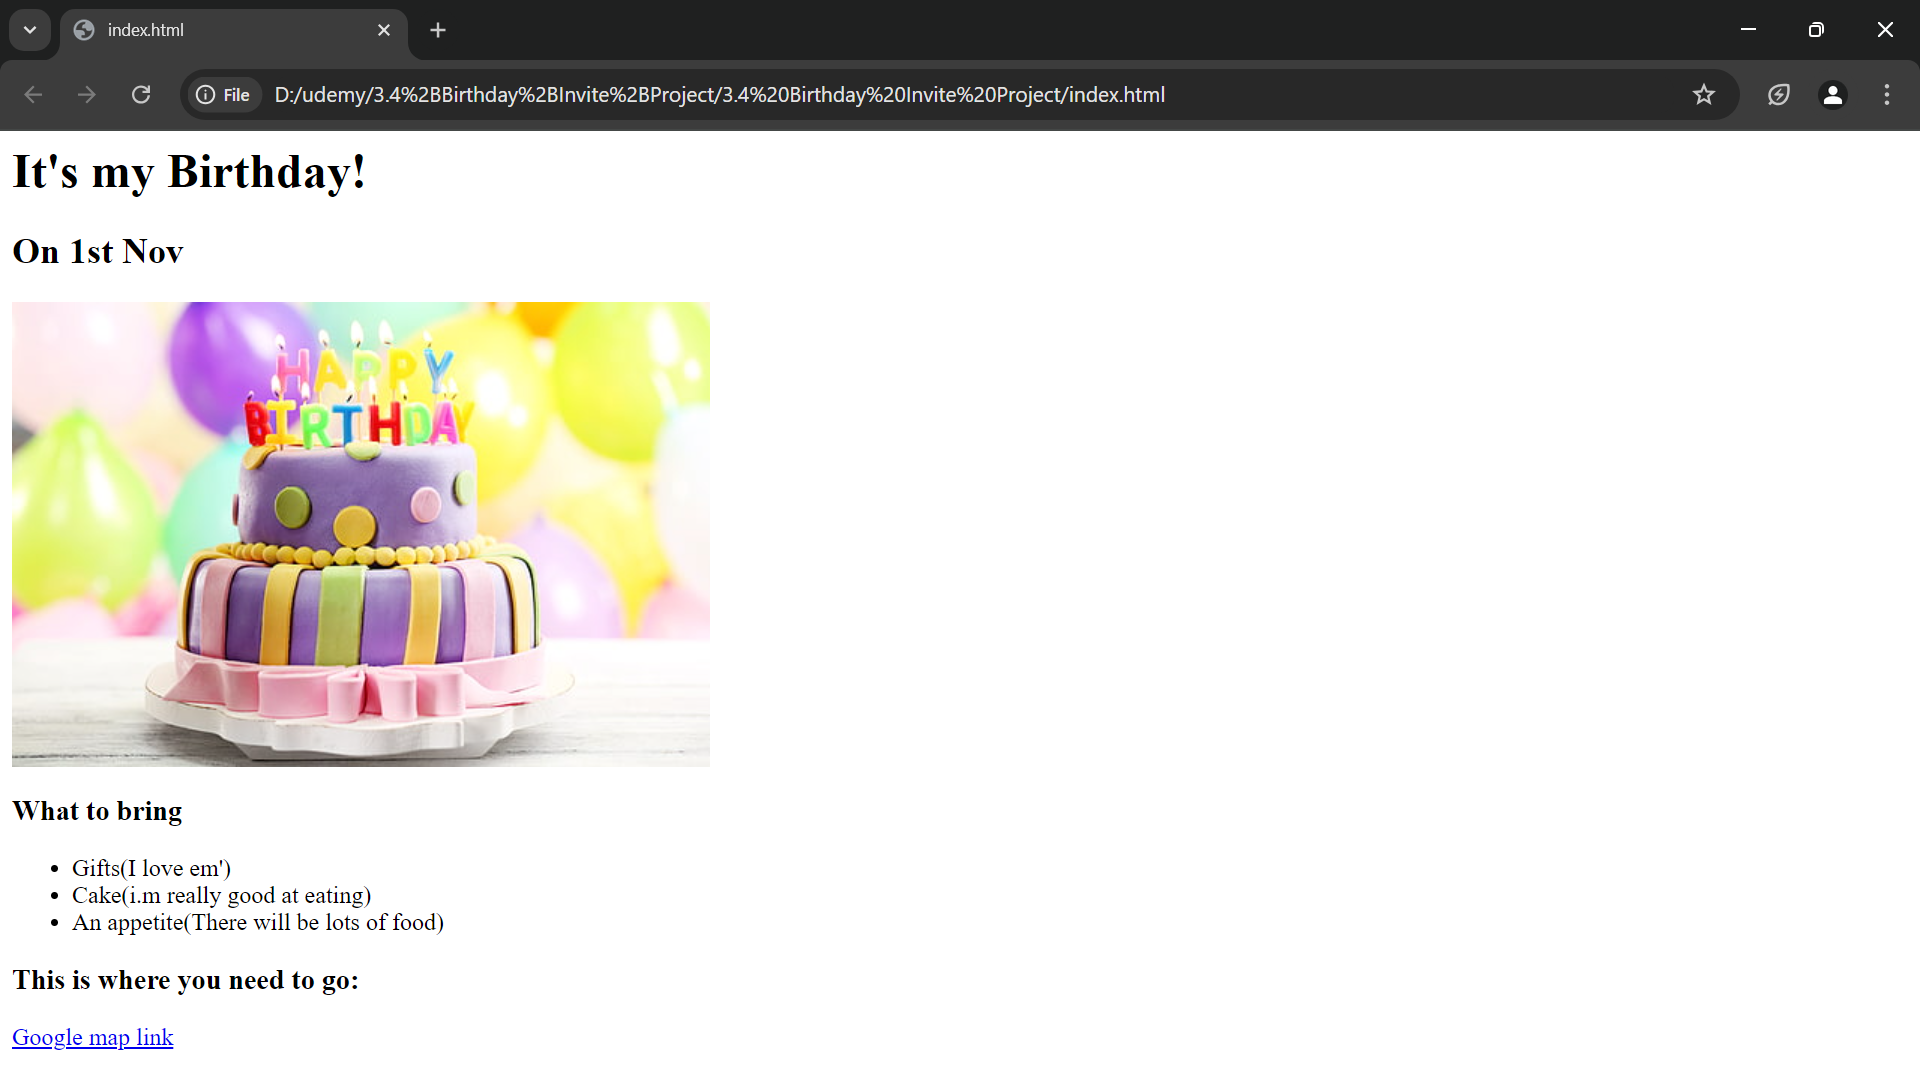 index.html
File D:/udemy/3.4%2BBirthday%2BInvite%2BProject/3.4%20Birthday%20Invite%20Project/index.html
It's my Birthday!
On 1st Nov
HAPPY
BIRTHDAY
What to bring
Gifts(I love em')
Cake(i.m really good at eating)
An appetite(There will be lots of food)
This is where you need to go:
Google map link